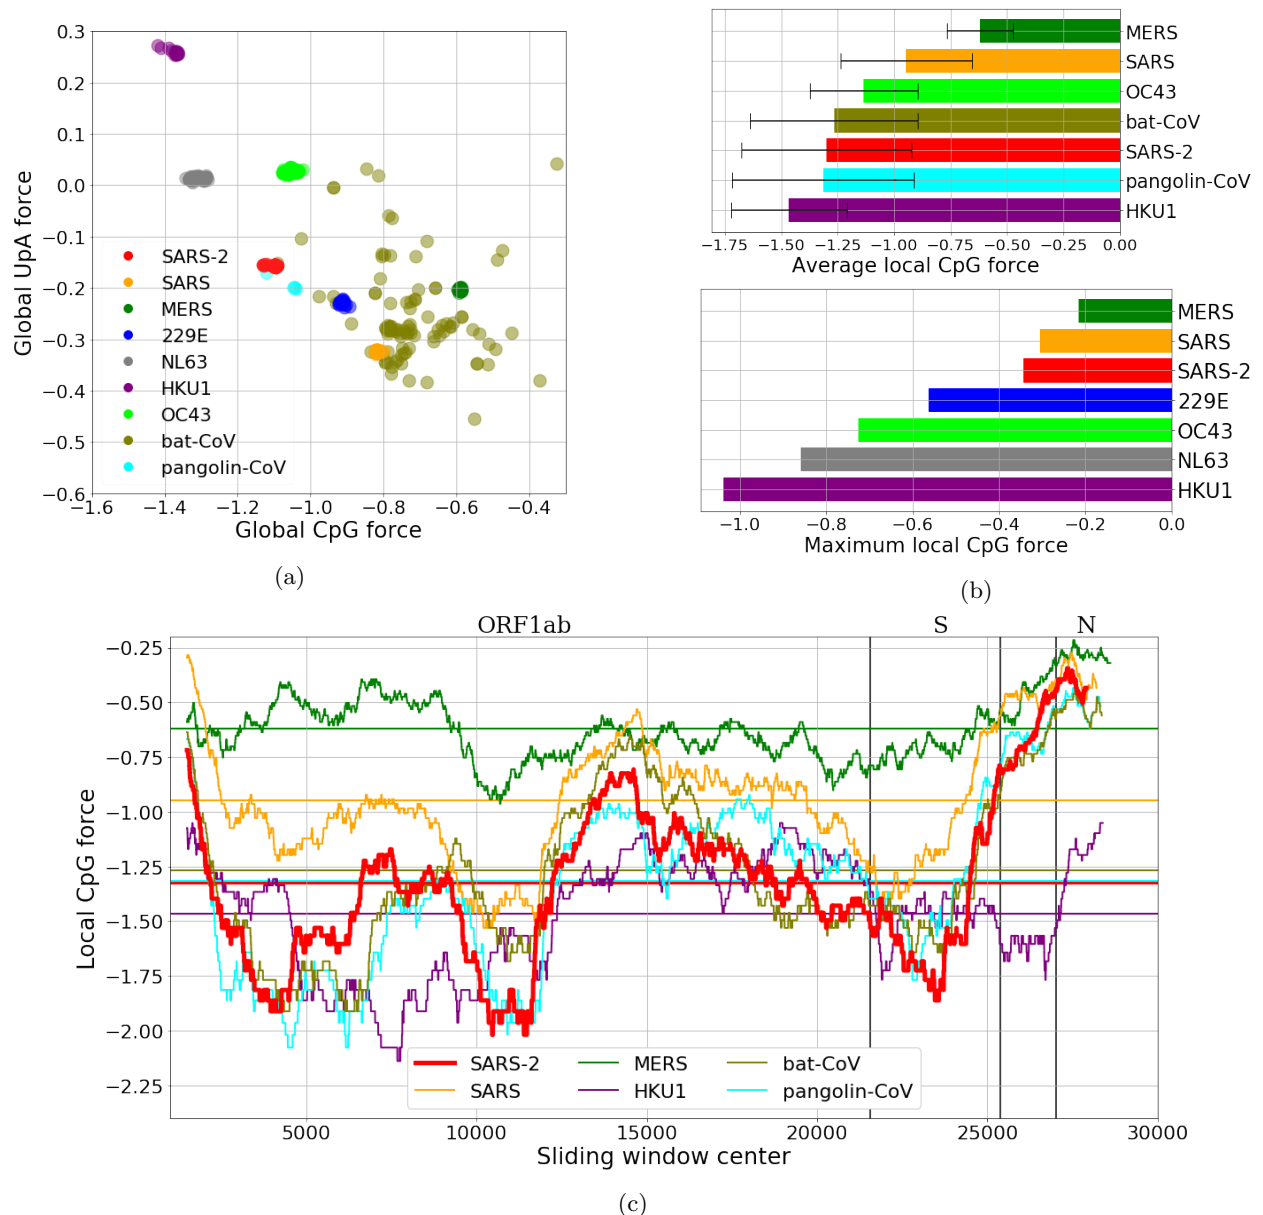 0.3
0.2
0.1
0.0
−0.1
−0.2
−0.3
−0.4
−0.5
−0.6
Global UpA force
SARS-2
SARS
MERS
229E
NL63
HKU1
OC43
bat-CoV
pangolin-CoV
−1.6 −1.4 −1.2 −1.0 −0.8 −0.6 −0.4
Global CpG force
(a)
MERS
SARS
OC43
bat-CoV
SARS-2
pangolin-CoV
HKU1
−1.75 −1.50 −1.25 −1.00 −0.75 −0.50 −0.25 0.00
Average local CpG force
MERS
SARS
SARS-2
229E
OC43
NL63
HKU1
−1.0 −0.8 −0.6 −0.4 −0.2 0.0
Maximum local CpG force
(b)
ORF1ab S N
−0.25
−0.50
−0.75
−1.00
−1.25
−1.50
−1.75
−2.00
−2.25
Local CpG force
SARS-2 MERS bat-CoV
SARS HKU1 pangolin-CoV
5000 10000 15000 20000 25000 30000
Sliding window center
(c)